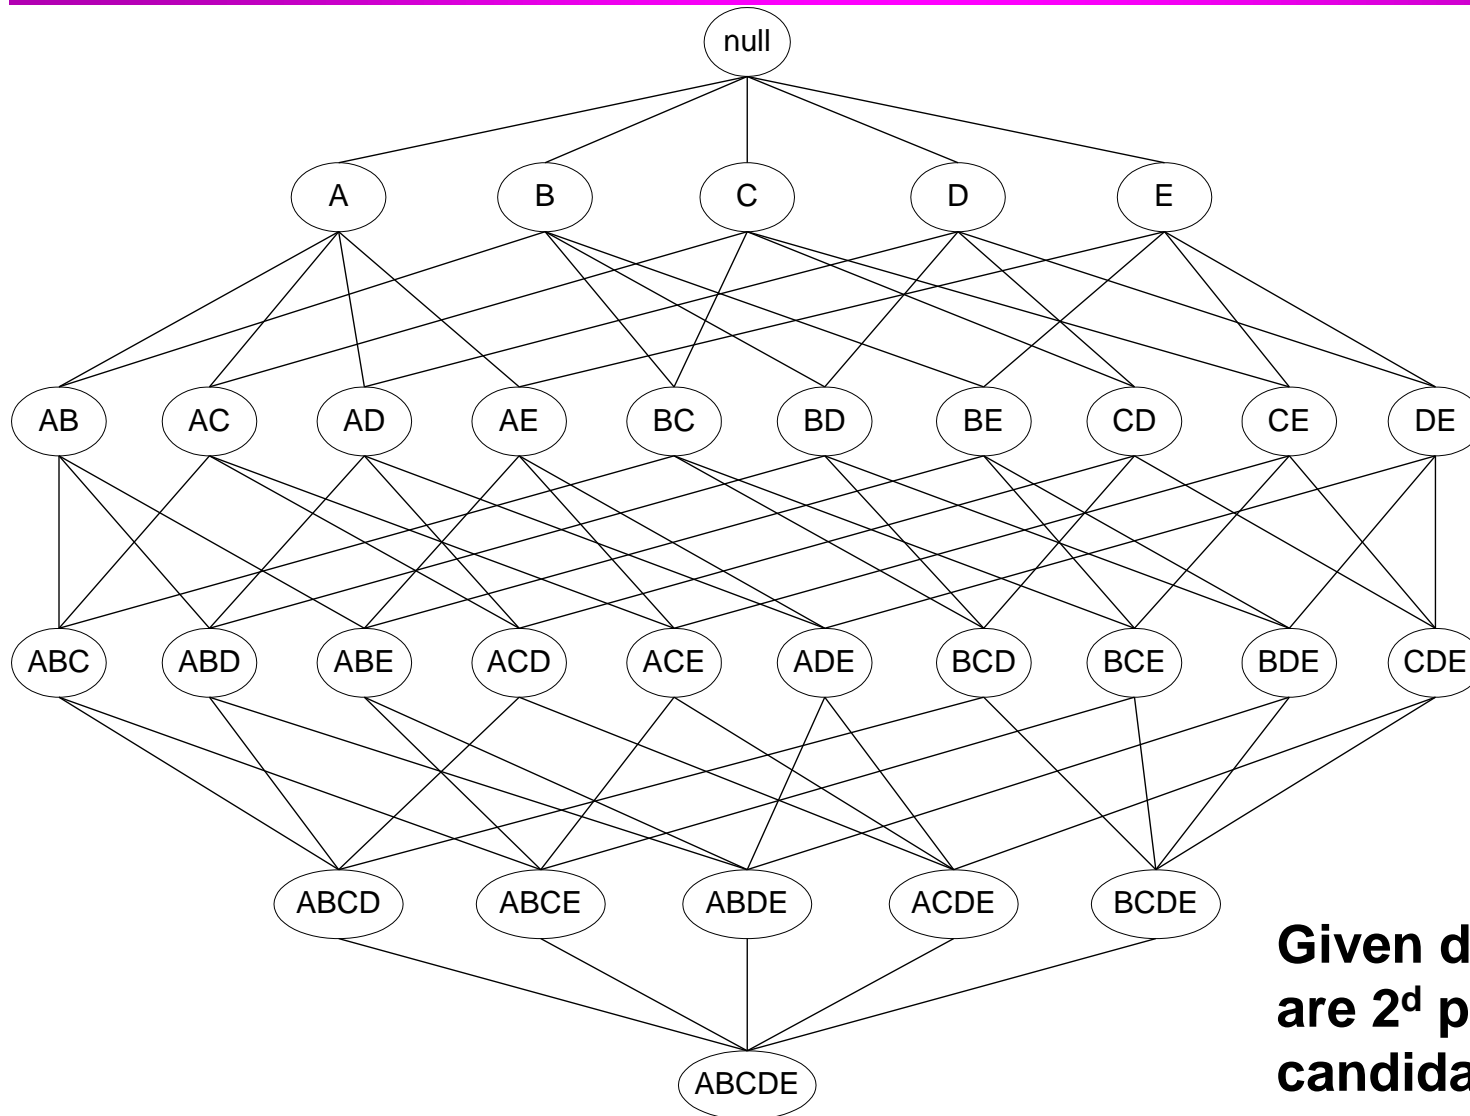 null
A B C D E
AB AC AD AE BC BD BE CD CE DE
ABC ABD ABE ACD ACE ADE BCD BCE BDE CDE
ABCD ABCE ABDE ACDE BCDE
ABCDE
Given d
are 2ᵈ p
candida